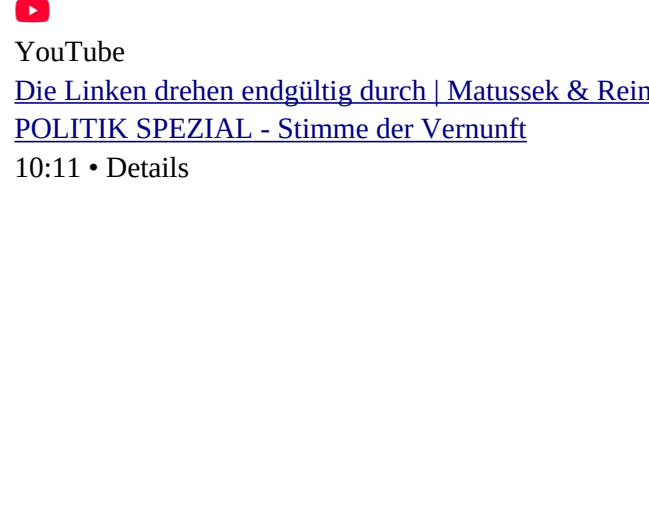 YouTube
Die Linken drehen endgültig durch | Matussek & Rein
POLITIK SPEZIAL - Stimme der Vernunft
10:11 • Details